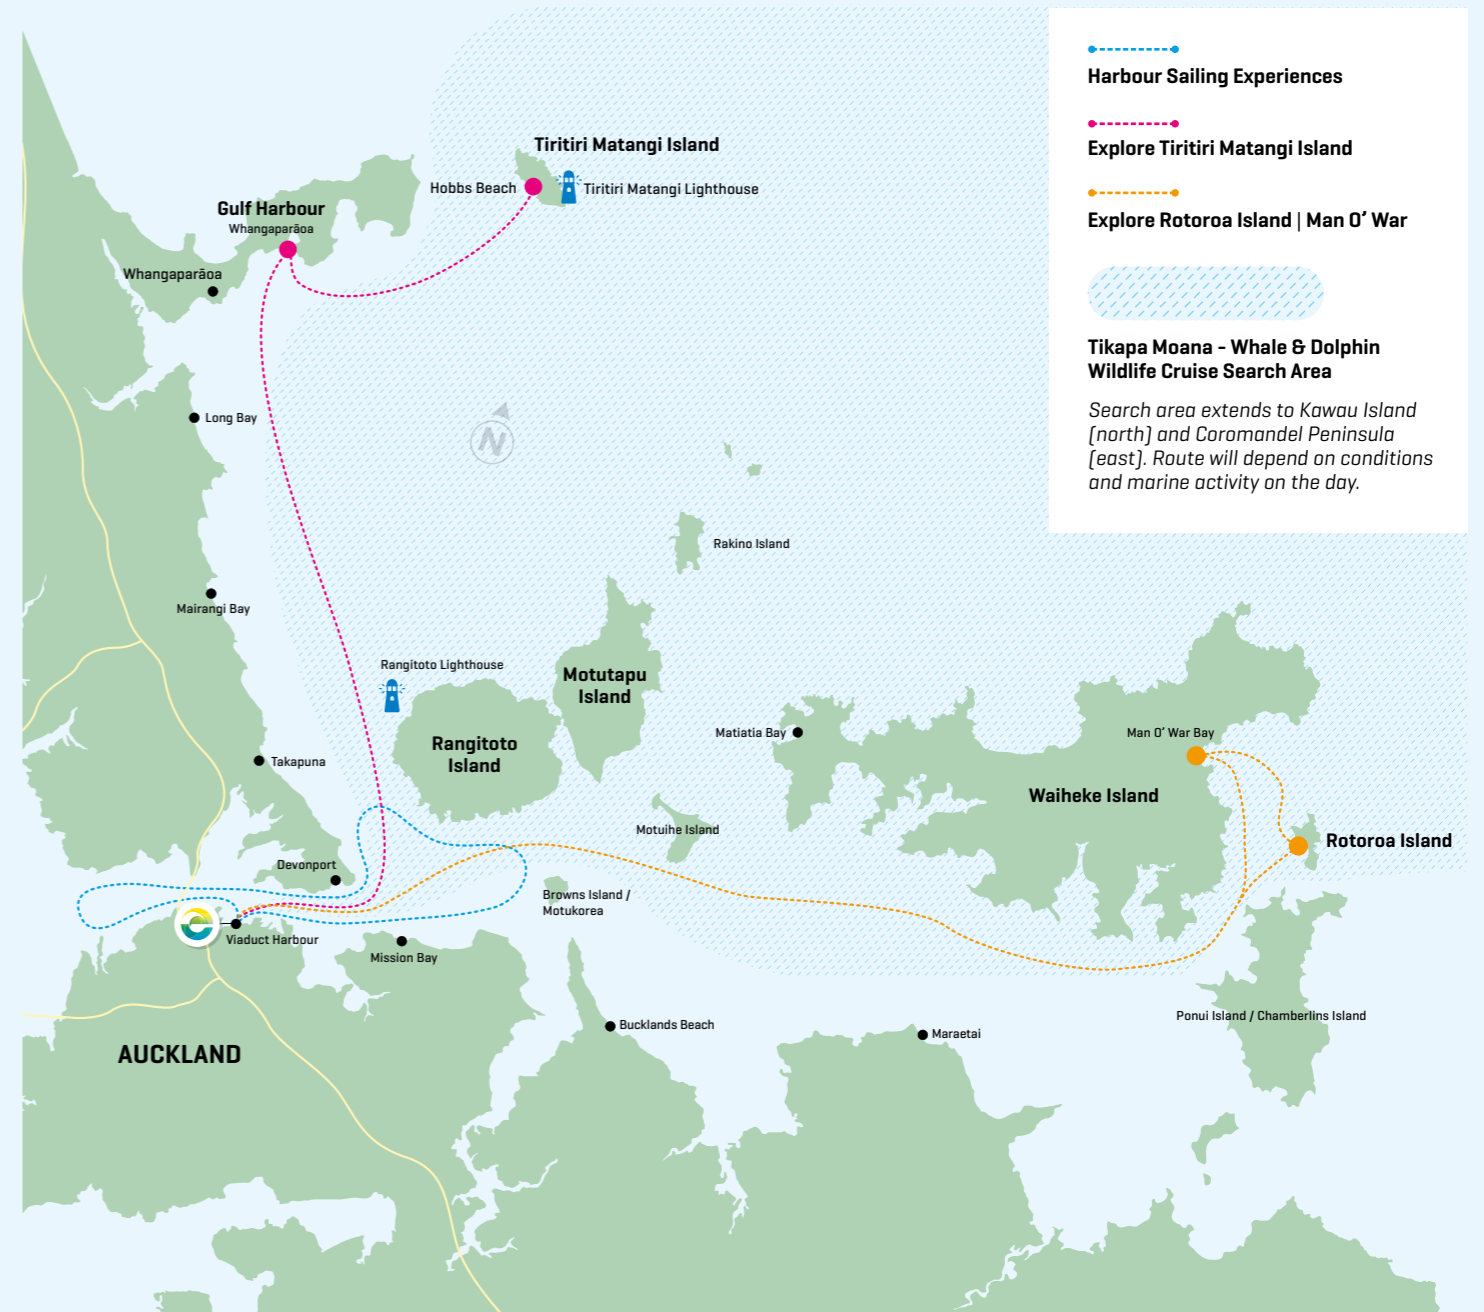 Harbour Sailing Experiences
Explore Tiritiri Matangi Island
Explore Rotoroa Island | Man O’ War
Tikapa Moana - Whale & Dolphin
Wildlife Cruise Search Area
Search area extends to Kawau Island
(north) and Coromandel Peninsula
(east). Route will depend on conditions
and marine activity on the day.
Tiritiri Matangi Island
Hobbs Beach
Tiritiri Matangi Lighthouse
Gulf Harbour
Whangaparāoa
Whangaparāoa
Long Bay
N
Rakino Island
Mairangi Bay
Rangitoto Lighthouse
Motutapu
Island
Rangitoto
Island
Matiatia Bay
Man O’ War Bay
Takapuna
Waiheke Island
Motuihe Island
Rotoroa Island
Devonport
Browns Island /
Motukorea
Viaduct Harbour
Mission Bay
Ponui Island / Chamberlins Island
Bucklands Beach
Maraetai
AUCKLAND